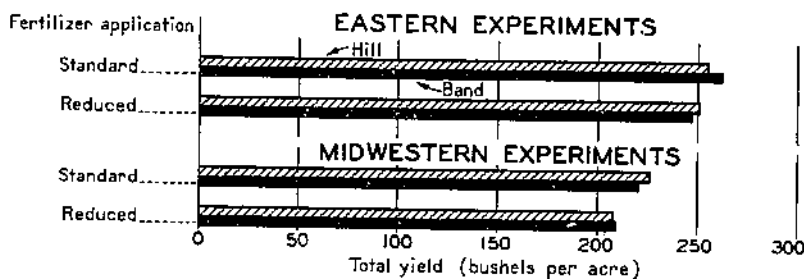 Fertilizer application
EASTERN EXPERIMENTS
Hill
Standard
Band
Reduced
MIDWESTERN EXPERIMENTS
Standard
Reduced
0 50 100 150 200 250 300
Total yield (bushels per acre)